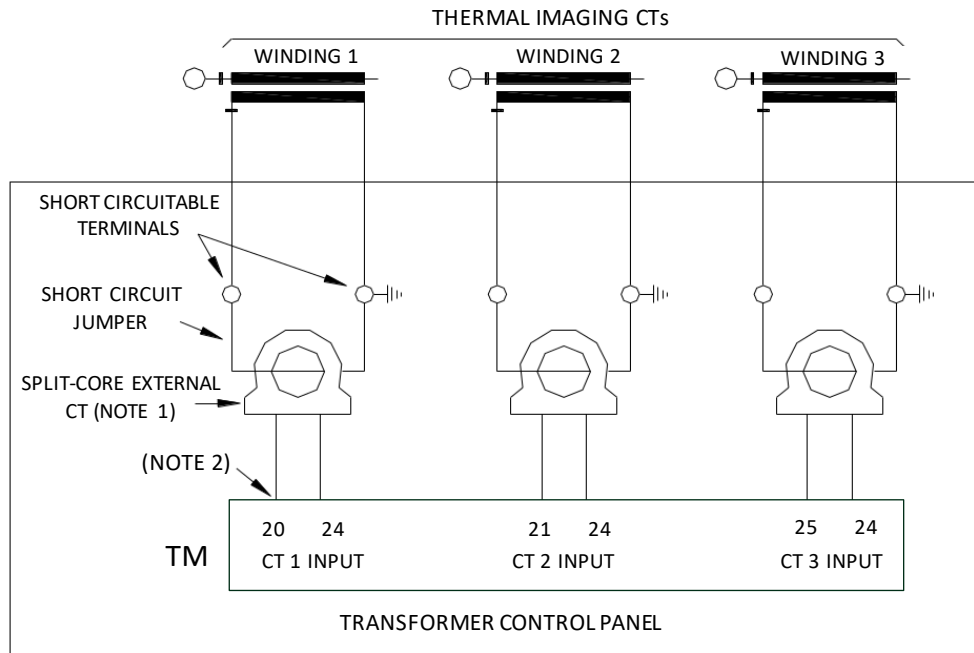 THERMAL IMAGING CTs
WINDING 1
WINDING 2
WINDING 3
SHORT CIRCUITABLE
TERMINALS
SHORT CIRCUIT
JUMPER
SPLIT-CORE EXTERNAL
CT (NOTE 1)
(NOTE 2)
20 24 21 24 25 24
TM CT 1 INPUT CT 2 INPUT CT 3 INPUT
TRANSFORMER CONTROL PANEL